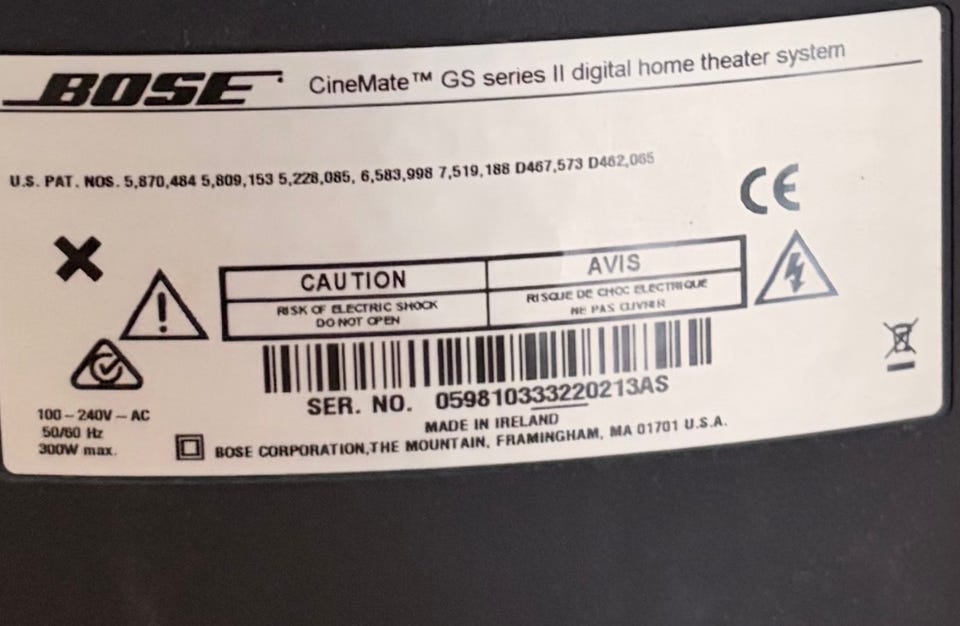 BOSE CineMate™ GS series II digital home theater system
U.S. PAT. NOS. 5,870,484 5,809,153 5,228,085, 6,583,998 7,519,188 D467,573 D462,065
CE
CAUTION
RISK OF ELECTRIC SHOCK
DO NOT OPEN
AVIS
RISQUE DE CHOC ELECTRIQUE
NE PAS OUVRIR
SER. NO. 059810333220213AS
100 – 240V – AC
50/60 Hz
300W max.
MADE IN IRELAND
BOSE CORPORATION,THE MOUNTAIN, FRAMINGHAM, MA 01701 U.S.A.